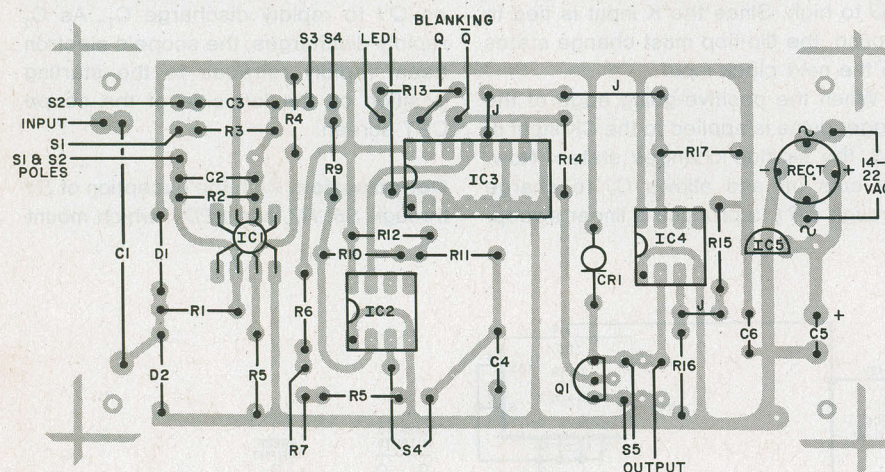 BLANKING
S3 S4 LEDI Q Q̅
S2 C3 R13 J
INPUT R4 J
S1 R3
SI & S2
POLES
R9 R14 R17 RECT 14-
22
VAC
- +
C2 IC3
R2
IC1 R12 IC4 IC5
C1 D1 R10 R11 R15
CR1
R1 R6 IC2 J
+
C6 C5
D2 R5 C4 R16
Q1
R5
R7 S4 S5
OUTPUT